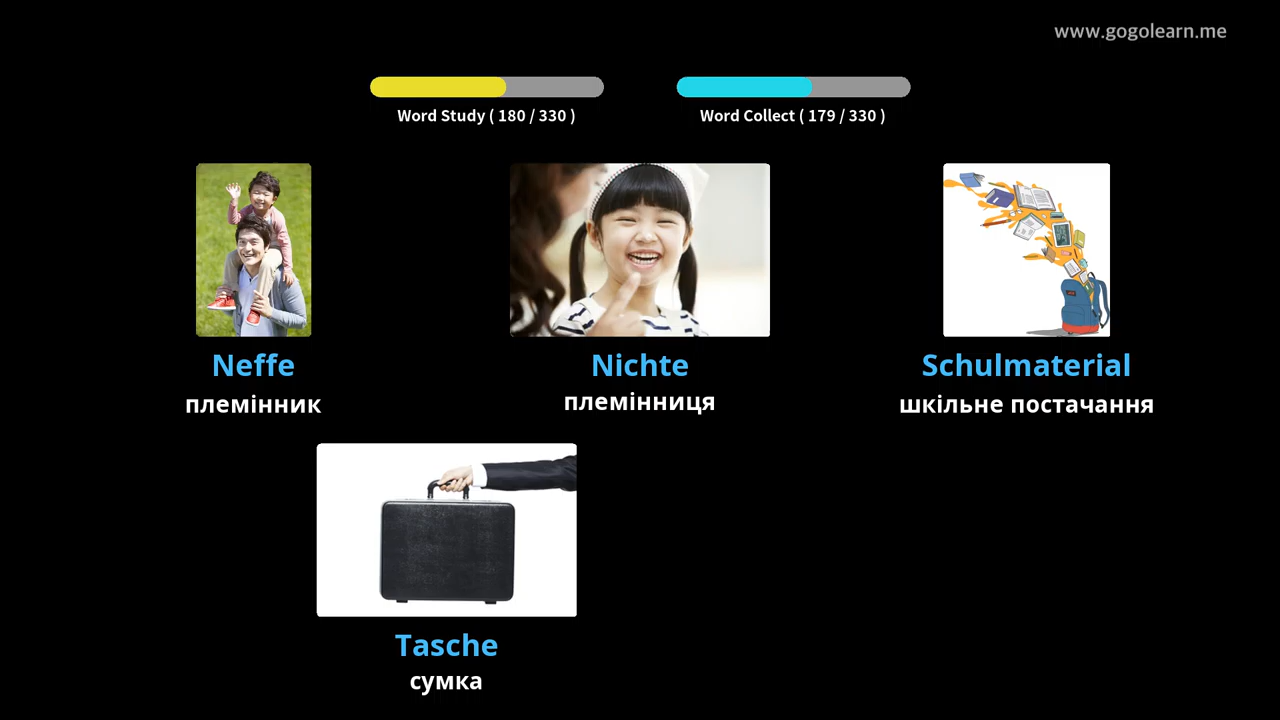 www.gogolearn.me
Word Study ( 180 / 330 )
Word Collect ( 179 / 330 )
Neffe
племінник
Nichte
племінниця
Schulmaterial
шкільне постачання
Tasche
сумка